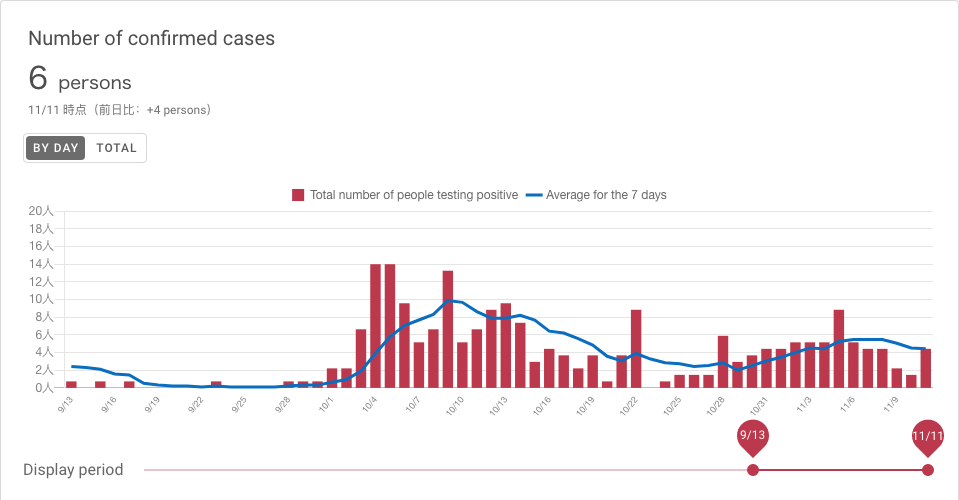 Number of confirmed cases
6 persons
11/11 時点（前日比：+4 persons）
BY DAY TOTAL
Total number of people testing positive Average for the 7 days
20人
18人
16人
14人
12人
10人
8人
6人
4人
2人
0人
9/13 9/16 9/19 9/22 9/25 9/28 10/1 10/4 10/7 10/10 10/13 10/16 10/19 10/22 10/25 10/28 10/31 11/3 11/6 11/9
9/13 11/11
Display period